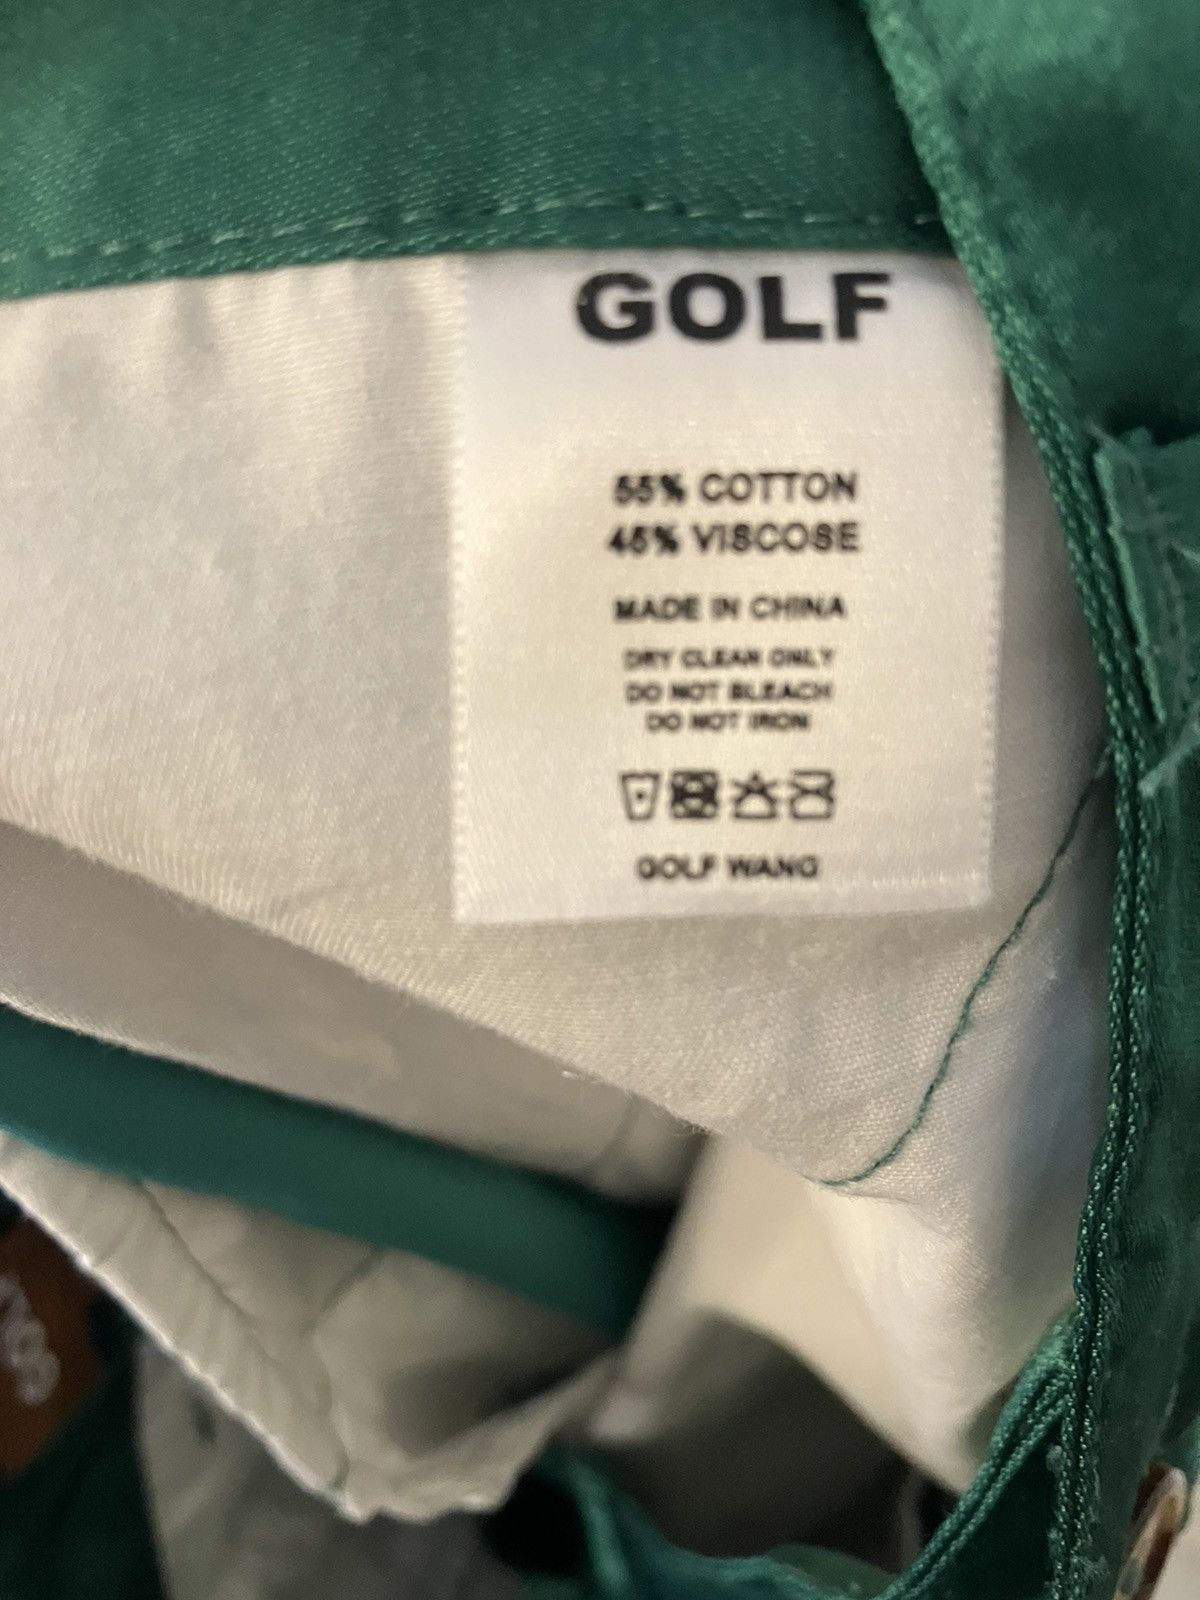 GOLF
55% COTTON
45% VISCOSE
MADE IN CHINA
DRY CLEAN ONLY
DO NOT BLEACH
DO NOT IRON
GOLF WANG